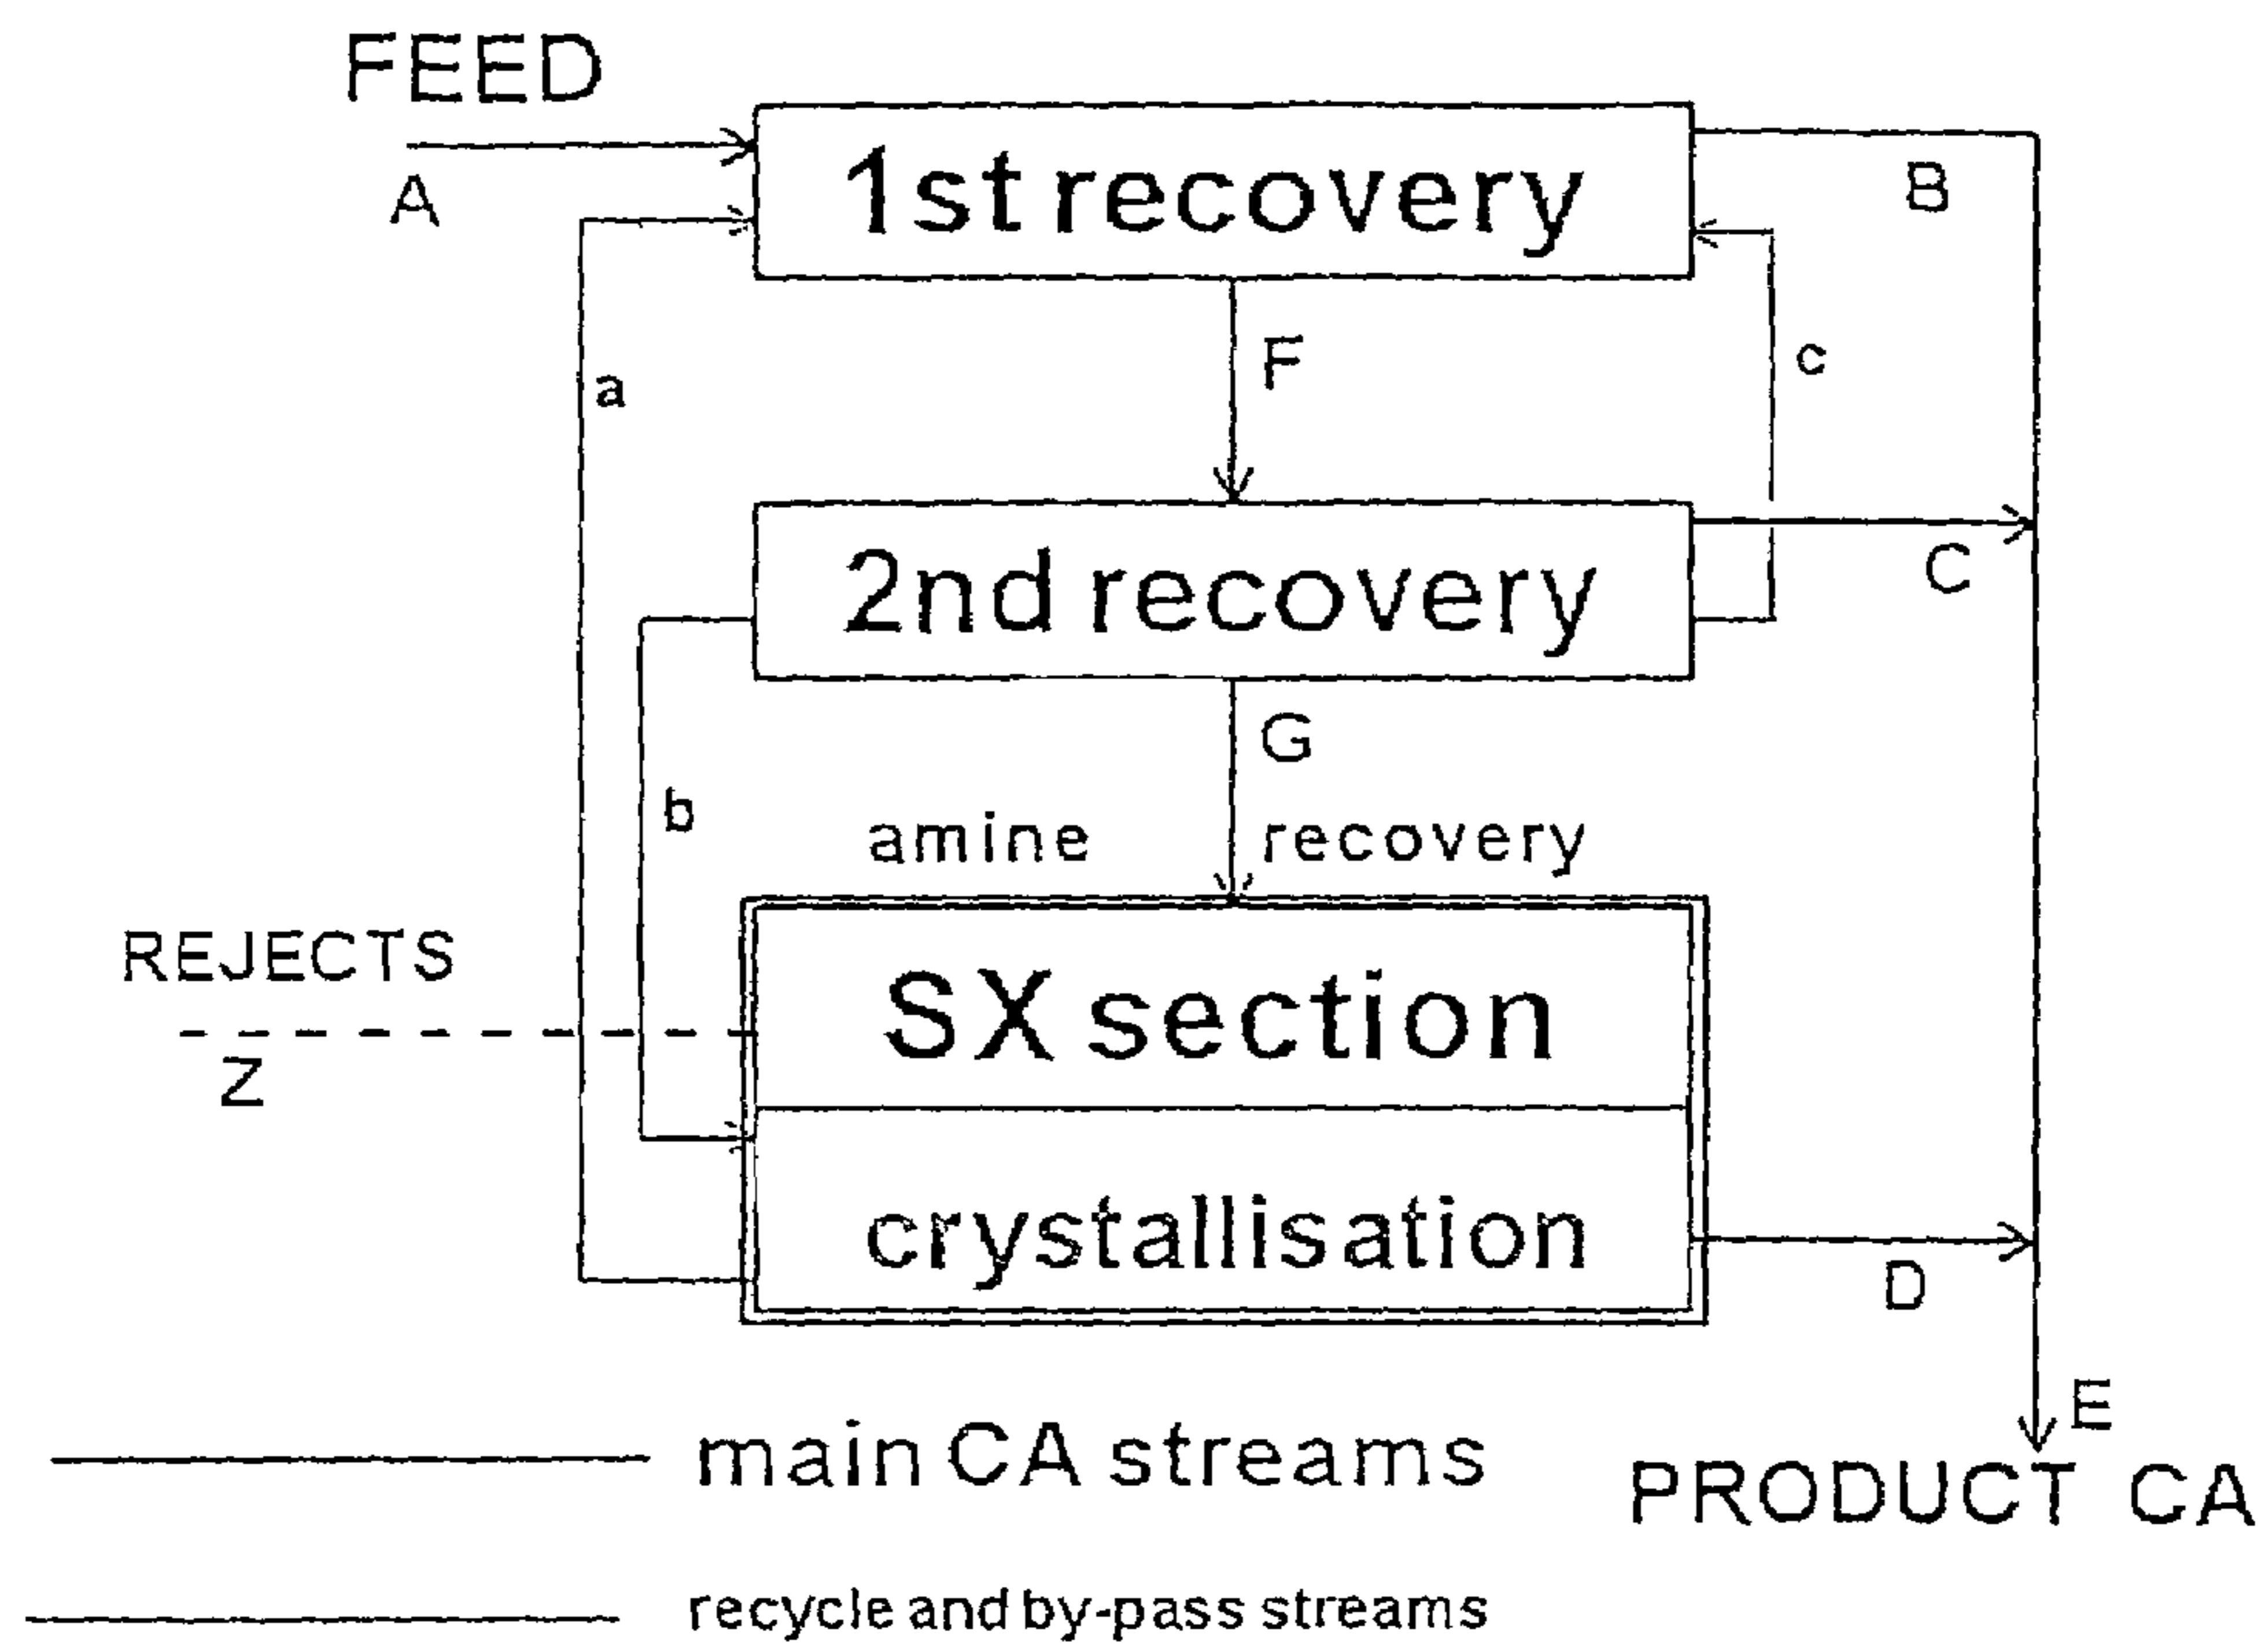 FEED
A
1st recovery
B
F
c
a
2nd recovery
C
G
b
amine recovery
REJECTS
SX section
Z
crystallisation
D
E
main CA streams
PRODUCT CA
recycle and by-pass streams